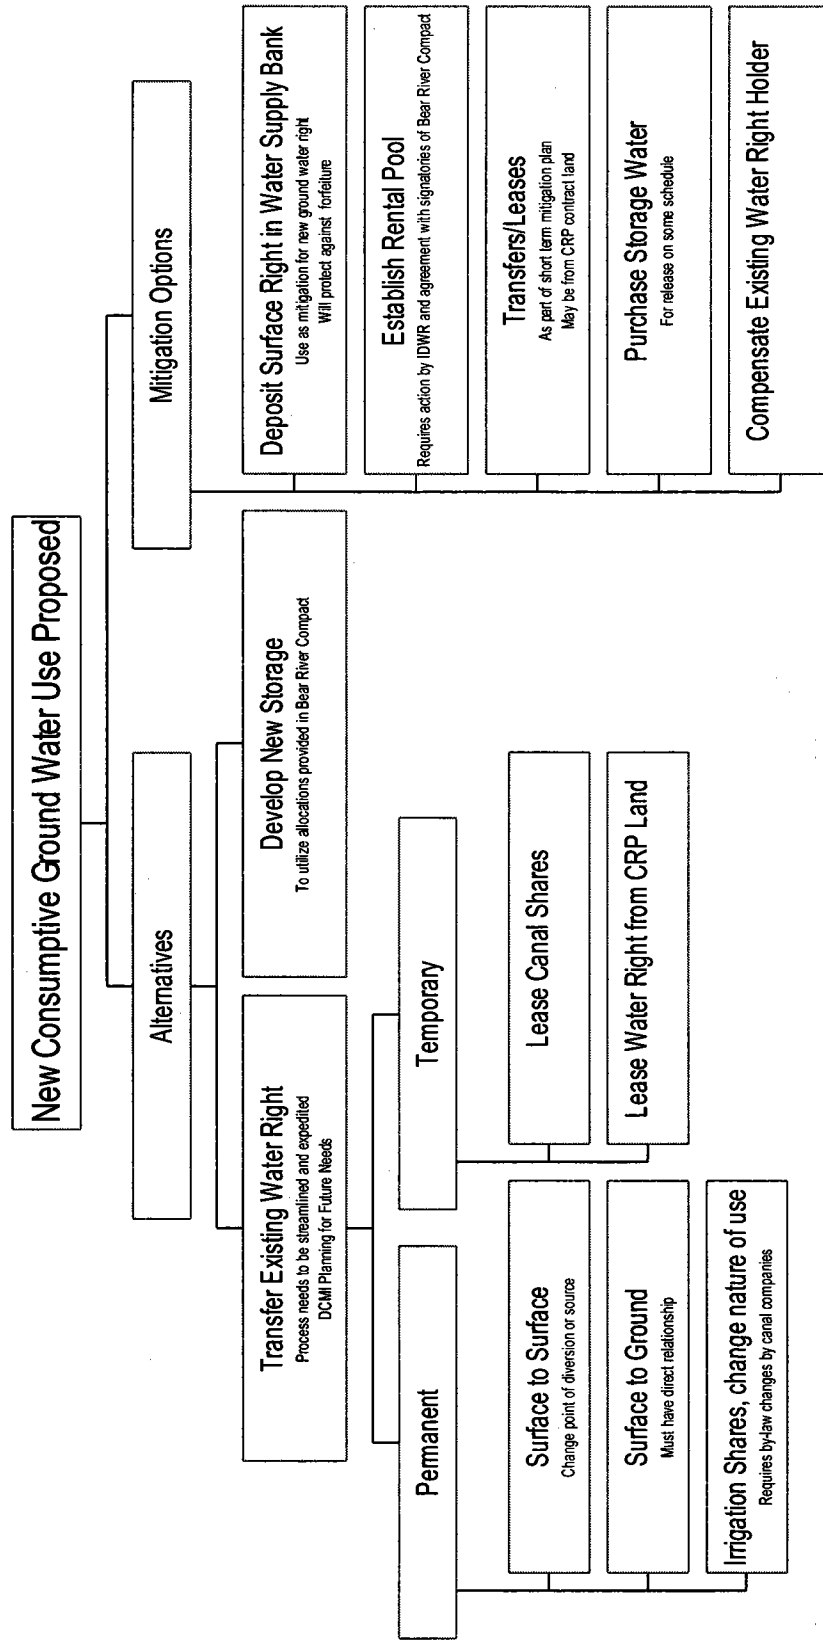 New Consumptive Ground Water Use Proposed
Alternatives
Mitigation Options
Transfer Existing Water Right
Process needs to be streamlined and expedited
DCMI Planning for Future Needs
Develop New Storage
To utilize allocations provided in Bear River Compact
Permanent
Temporary
Surface to Surface
Change point of diversion or source
Surface to Ground
Must have direct relationship
Irrigation Shares, change nature of use
Requires by-law changes by canal companies
Lease Canal Shares
Lease Water Right from CRP Land
Deposit Surface Right in Water Supply Bank
Use as mitigation for new ground water right
Will protect against forfeiture
Establish Rental Pool
Requires action by IDWR and agreement with signatories of Bear River Compact
Transfers/Leases
As part of short term mitigation plan
May be from CRP contract land
Purchase Storage Water
For release on some schedule
Compensate Existing Water Right Holder